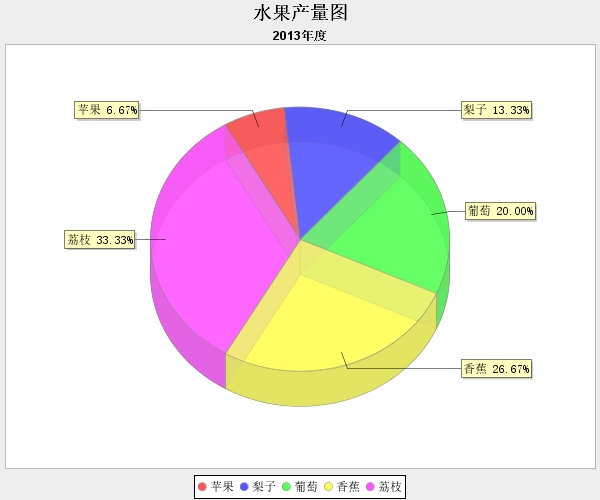 水果产量图
2013年度
苹果 6.67%
梨子 13.33%
葡萄 20.00%
荔枝 33.33%
香蕉 26.67%
苹果 梨子 葡萄 香蕉 荔枝